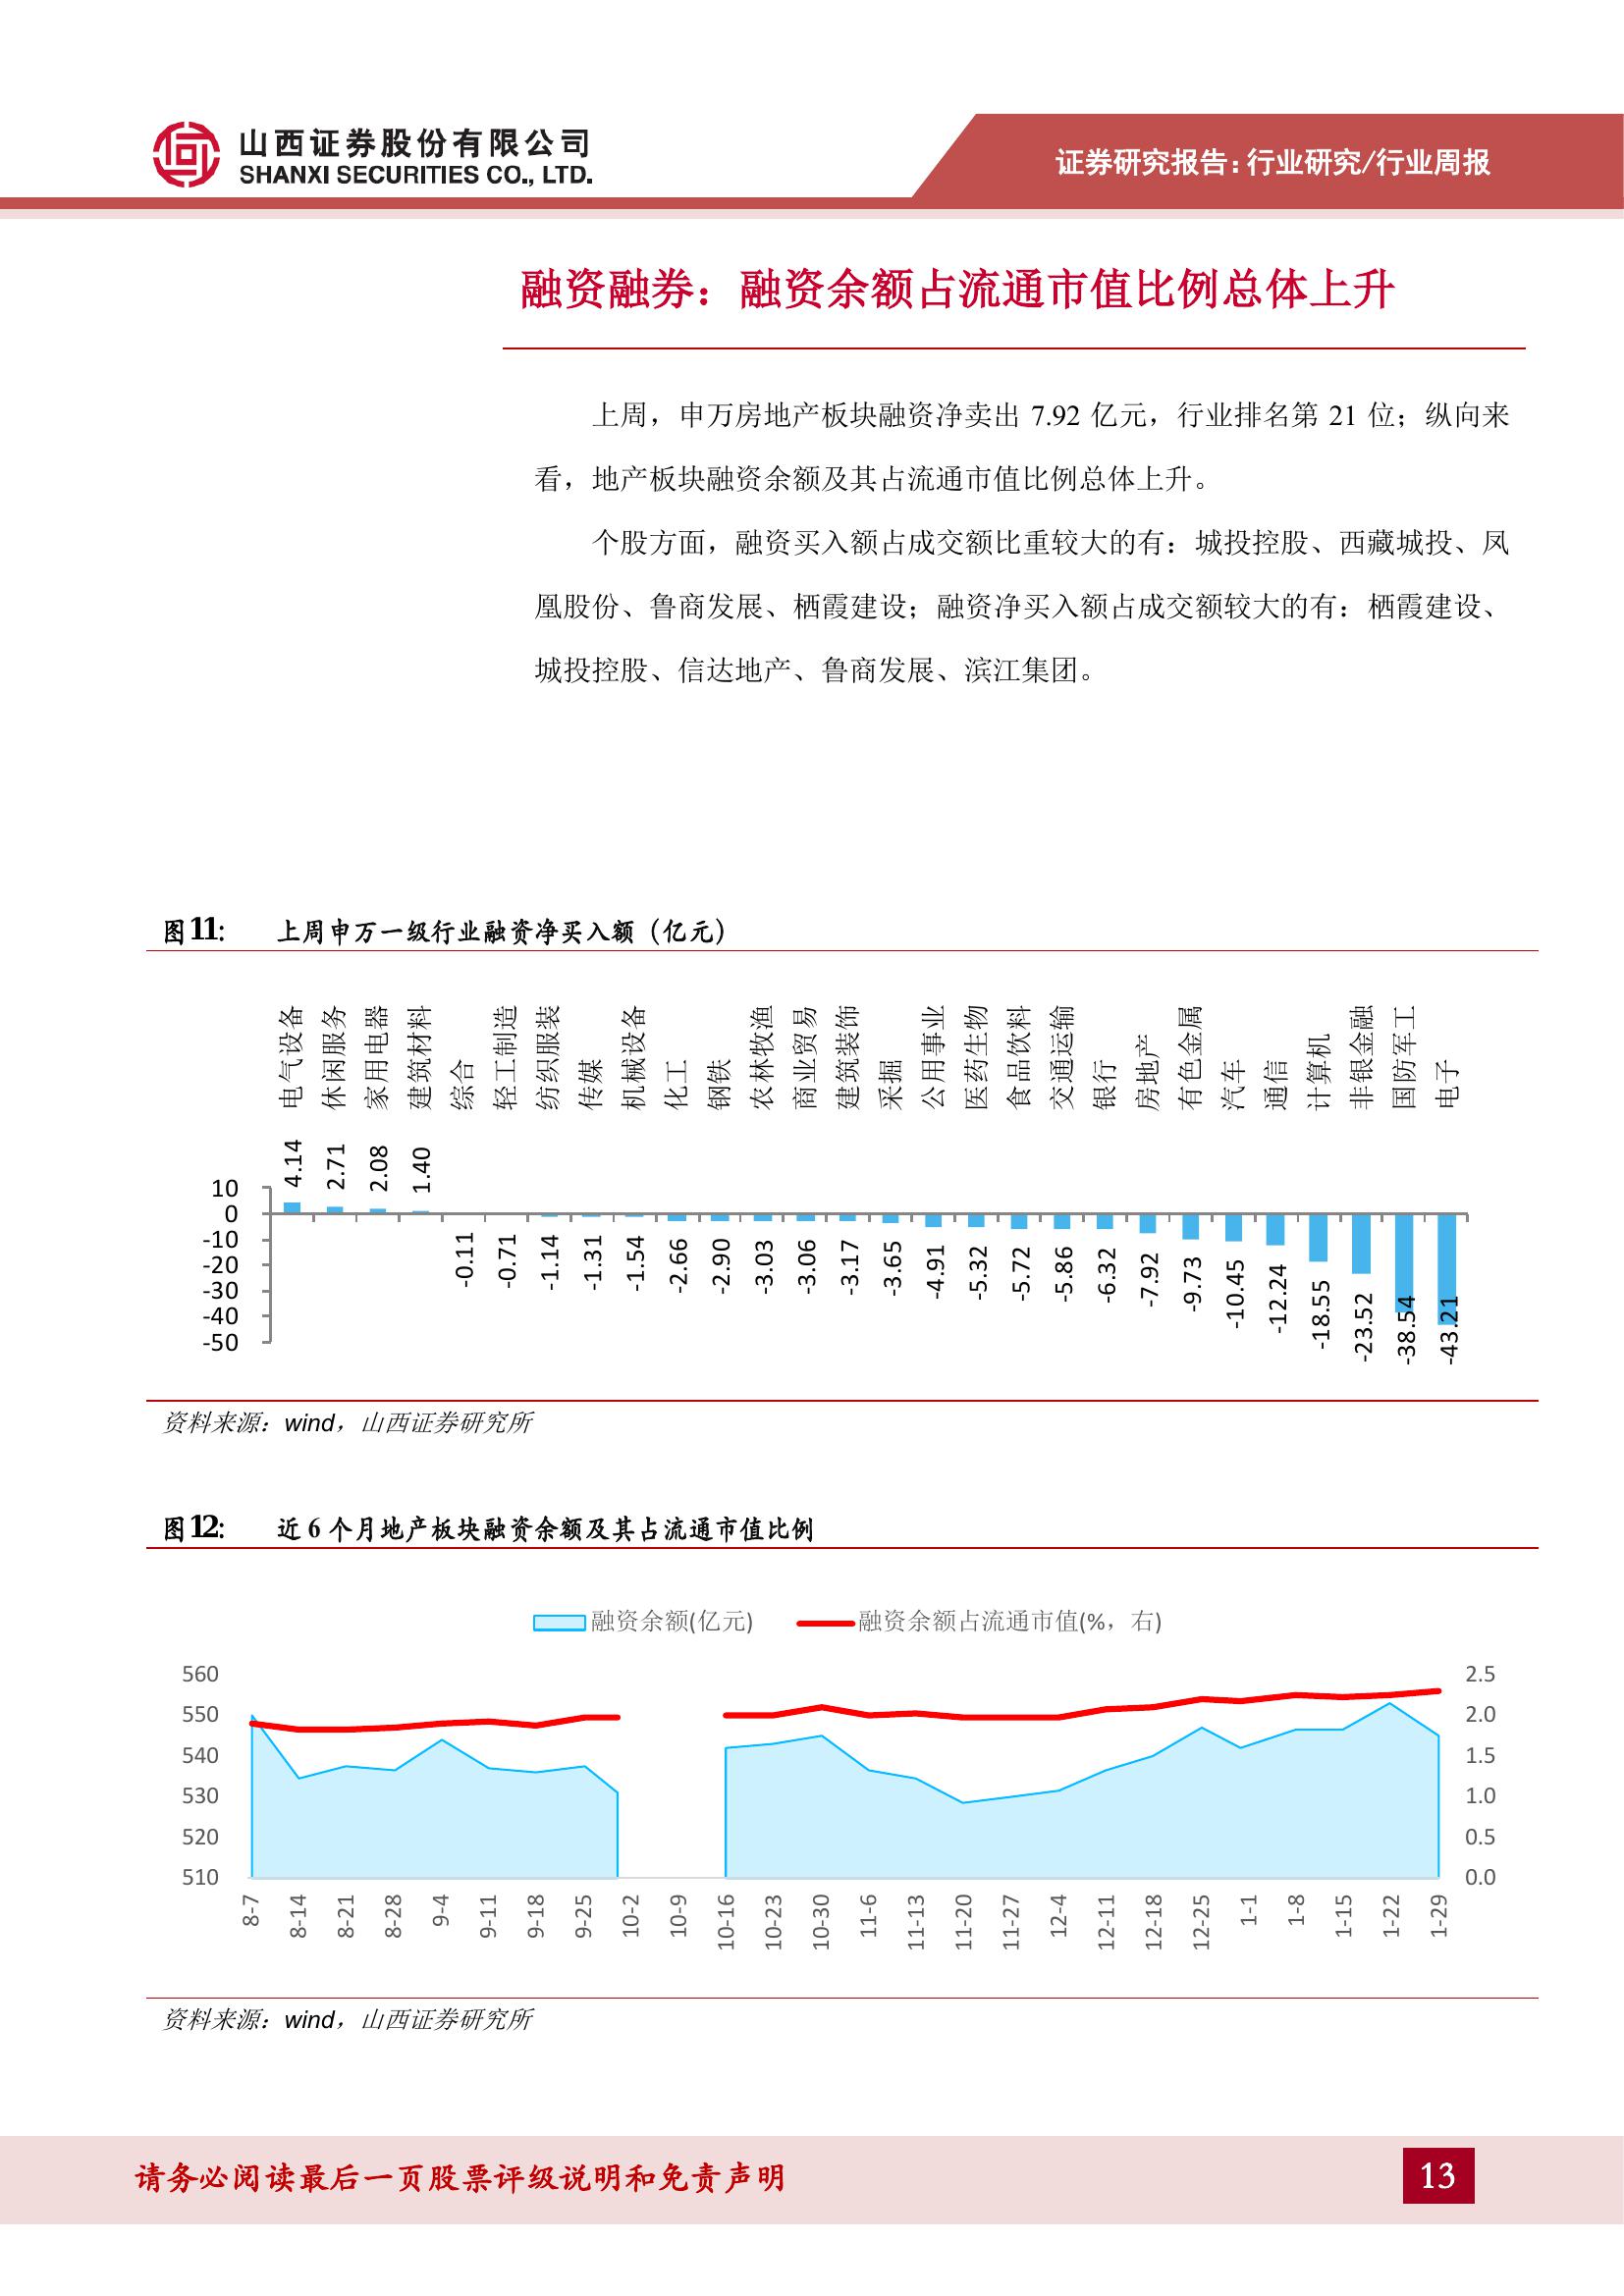 山西证券股份有限公司
SHANXI SECURITIES CO., LTD.
证券研究报告：行业研究/行业周报
融资融券：融资余额占流通市值比例总体上升
上周，申万房地产板块融资净卖出 7.92 亿元，行业排名第 21 位；纵向来
看，地产板块融资余额及其占流通市值比例总体上升。
个股方面，融资买入额占成交额比重较大的有：城投控股、西藏城投、凤
凰股份、鲁商发展、栖霞建设；融资净买入额占成交额较大的有：栖霞建设、
城投控股、信达地产、鲁商发展、滨江集团。
图 11: 上周申万一级行业融资净买入额（亿元）
电气设备 休闲服务 家用电器 建筑材料 综合 轻工制造 纺织服装 传媒 机械设备 化工 钢铁 农林牧渔 商业贸易 建筑装饰 采掘 公用事业 医药生物 食品饮料 交通运输 银行 房地产 有色金属 汽车 通信 计算机 非银金融 国防军工 电子
4.14 2.71 2.08 1.40 -0.11 -0.71 -1.14 -1.31 -1.54 -2.66 -2.90 -3.03 -3.06 -3.17 -3.65 -4.91 -5.32 -5.72 -5.86 -6.32 -7.92 -9.73 -10.45 -12.24 -18.55 -23.52 -38.54 -43.21
10
0
-10
-20
-30
-40
-50
资料来源：wind，山西证券研究所
图 12: 近 6 个月地产板块融资余额及其占流通市值比例
融资余额(亿元) 融资余额占流通市值(%，右)
560 2.5
550 2.0
540 1.5
530 1.0
520 0.5
510 0.0
8-7 8-14 8-21 8-28 9-4 9-11 9-18 9-25 10-2 10-9 10-16 10-23 10-30 11-6 11-13 11-20 11-27 12-4 12-11 12-18 12-25 1-1 1-8 1-15 1-22 1-29
资料来源：wind，山西证券研究所
请务必阅读最后一页股票评级说明和免责声明
13